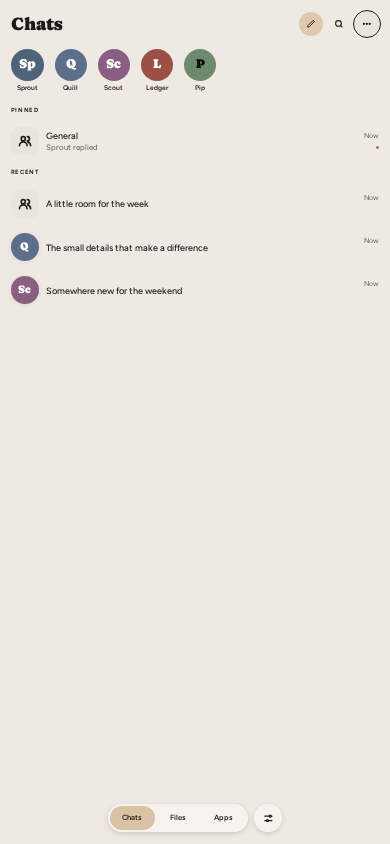 Chats
Sp Q Sc L P
Sprout Quill Scout Ledger Pip
PINNED
General Now
Sprout replied
RECENT
A little room for the week Now
Q The small details that make a difference Now
Sc Somewhere new for the weekend Now
Chats Files Apps